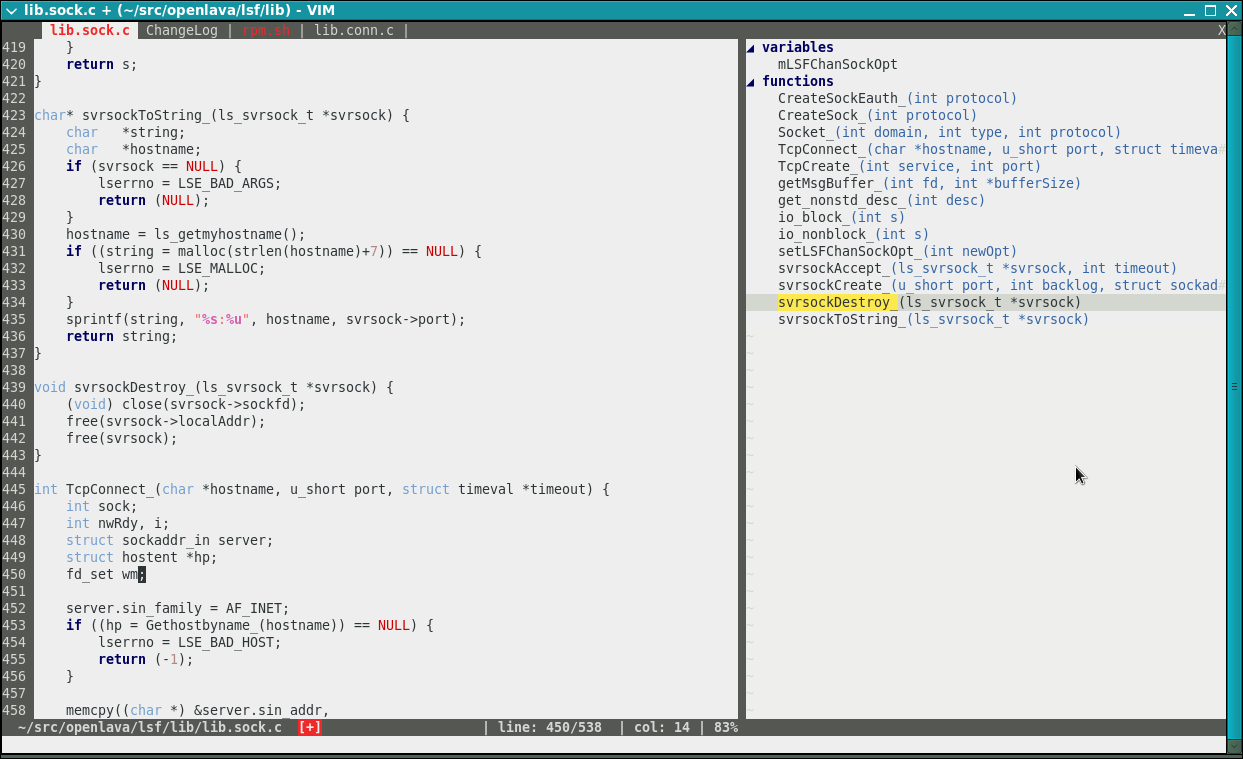 lib.sock.c + (~/src/openlava/lsf/lib) - VIM
lib.sock.c ChangeLog | rpm.sh | lib.conn.c | X
419     }
420     return s;
421 }
422
423 char* svrsockToString_(ls_svrsock_t *svrsock) {
424     char   *string;
425     char   *hostname;
426     if (svrsock == NULL) {
427         lserrno = LSE_BAD_ARGS;
428         return (NULL);
429     }
430     hostname = ls_getmyhostname();
431     if ((string = malloc(strlen(hostname)+7)) == NULL) {
432         lserrno = LSE_MALLOC;
433         return (NULL);
434     }
435     sprintf(string, "%s:%u", hostname, svrsock->port);
436     return string;
437 }
438
439 void svrsockDestroy_(ls_svrsock_t *svrsock) {
440     (void) close(svrsock->sockfd);
441     free(svrsock->localAddr);
442     free(svrsock);
443 }
444
445 int TcpConnect_(char *hostname, u_short port, struct timeval *timeout) {
446     int sock;
447     int nwRdy, i;
448     struct sockaddr_in server;
449     struct hostent *hp;
450     fd_set wm;
451
452     server.sin_family = AF_INET;
453     if ((hp = Gethostbyname_(hostname)) == NULL) {
454         lserrno = LSE_BAD_HOST;
455         return (-1);
456     }
457
458     memcpy((char *) &server.sin_addr,
◢ variables
mLSFChanSockOpt
◢ functions
CreateSockEauth_(int protocol)
CreateSock_(int protocol)
Socket_(int domain, int type, int protocol)
TcpConnect_(char *hostname, u_short port, struct timeva#
TcpCreate_(int service, int port)
getMsgBuffer_(int fd, int *bufferSize)
get_nonstd_desc_(int desc)
io_block_(int s)
io_nonblock_(int s)
setLSFChanSockOpt_(int newOpt)
svrsockAccept_(ls_svrsock_t *svrsock, int timeout)
svrsockCreate_(u_short port, int backlog, struct sockad#
svrsockDestroy_(ls_svrsock_t *svrsock)
svrsockToString_(ls_svrsock_t *svrsock)
~/src/openlava/lsf/lib/lib.sock.c [+] | line: 450/538 | col: 14 | 83%